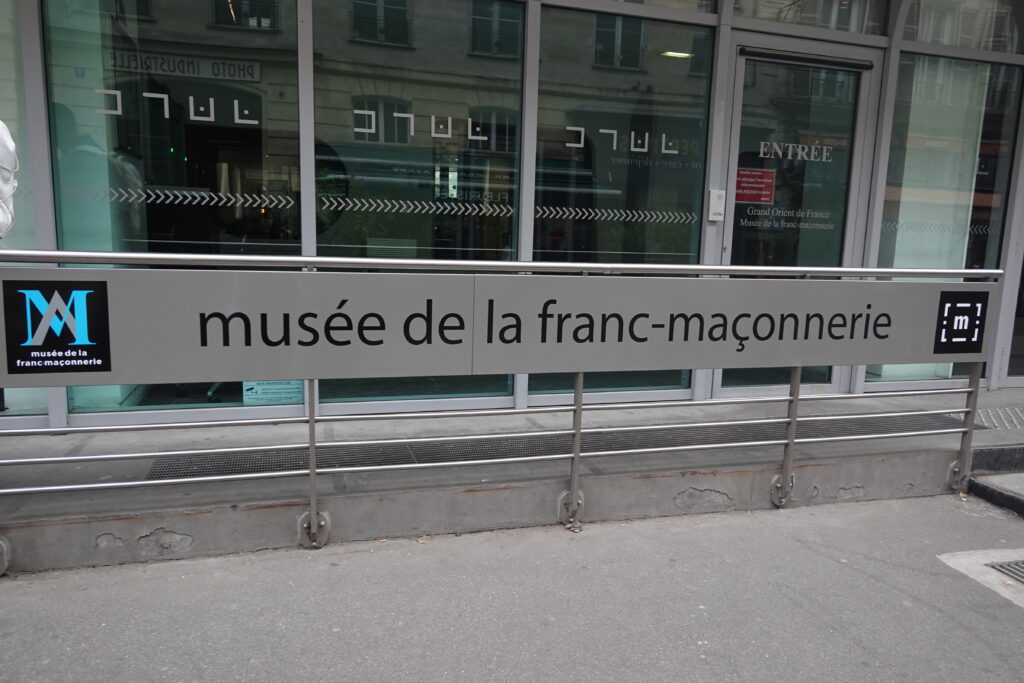 PHOTO INDUSTRIELLE
ENTRÉE
Grand Orient de France
Musée de la franc-maçonnerie
musée de la franc-maçonnerie
M
musée de la
franc-maçonnerie
m